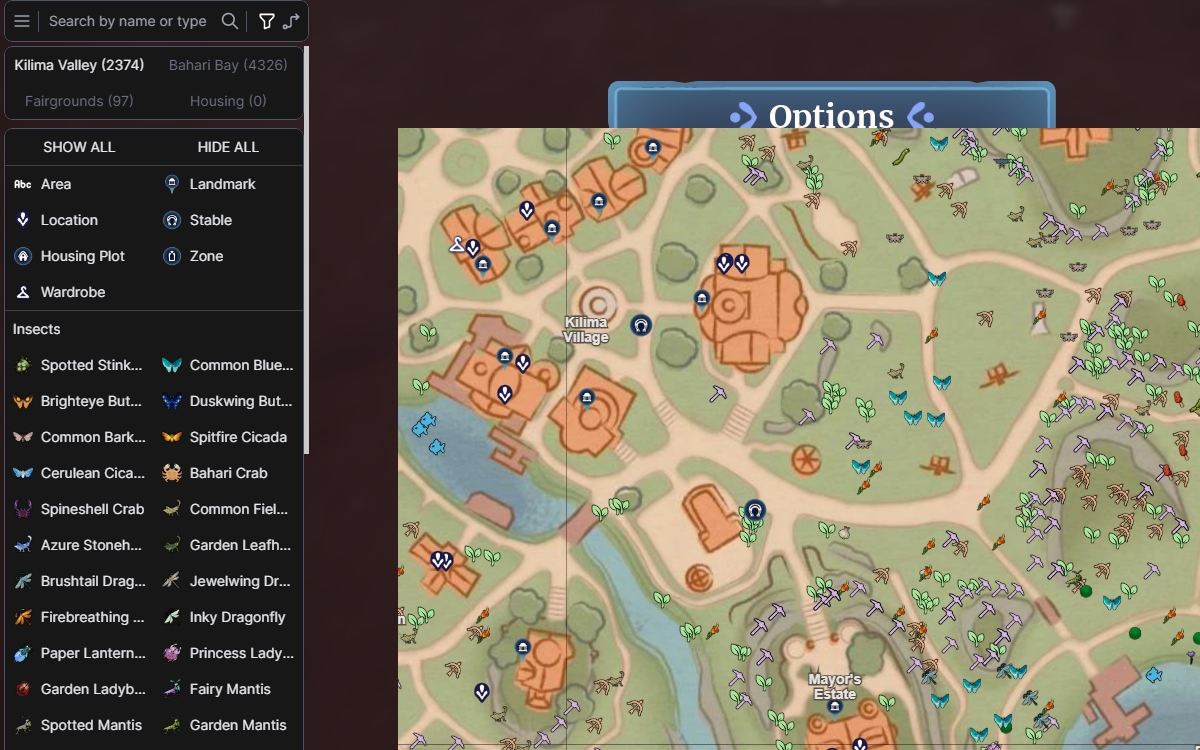 Search by name or type
Kilima Valley (2374) Bahari Bay (4326)
Fairgrounds (97) Housing (0)
SHOW ALL HIDE ALL
Abc Area Landmark
Location Stable
Housing Plot Zone
Wardrobe
Insects
Spotted Stink... Common Blue...
Brighteye But... Duskwing But...
Common Bark... Spitfire Cicada
Cerulean Cica... Bahari Crab
Spineshell Crab Common Fiel...
Azure Stoneh... Garden Leafh...
Brushtail Drag... Jewelwing Dr...
Firebreathing ... Inky Dragonfly
Paper Lantern... Princess Lady...
Garden Ladyb... Fairy Mantis
Spotted Mantis Garden Mantis
Options
Kilima
Village
Mayor's
Estate